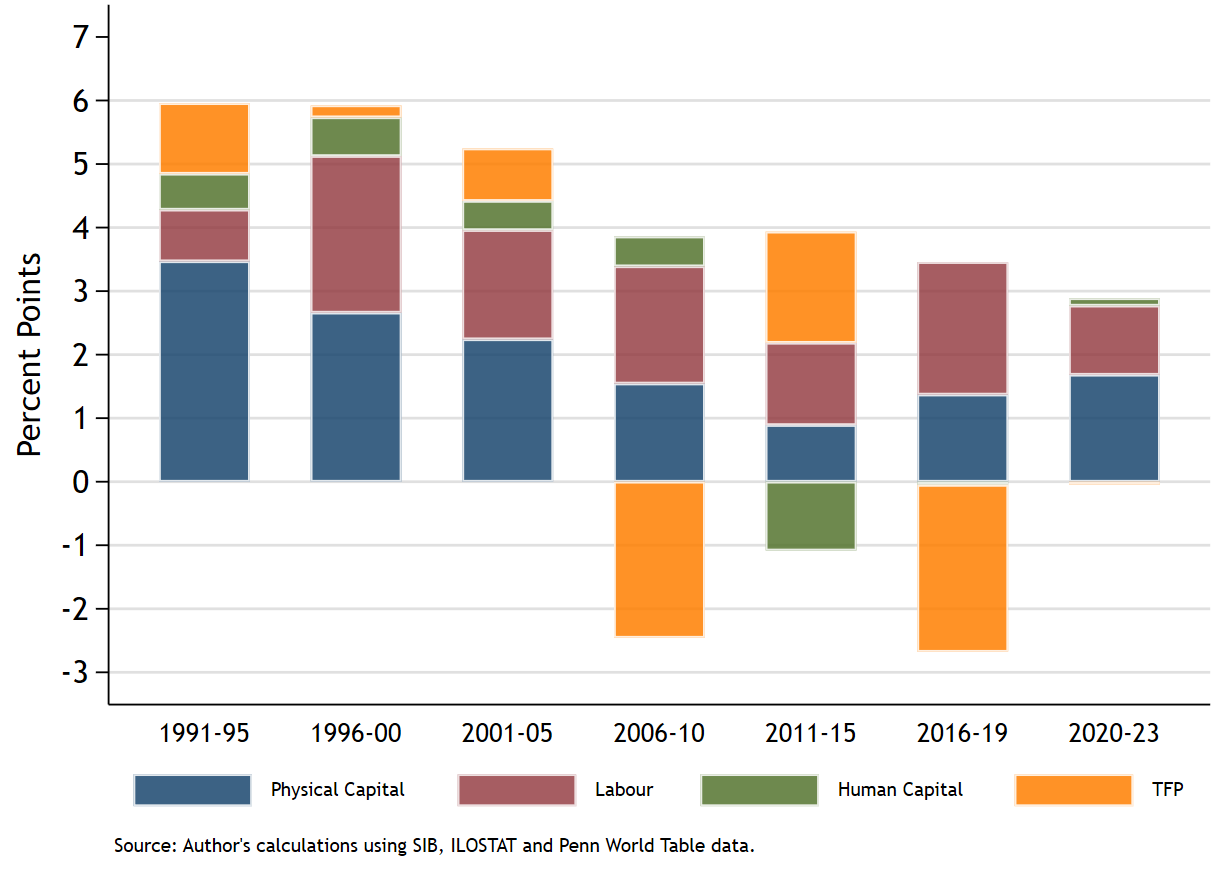 7
6
5
4
3
2
1
0
-1
-2
-3
Percent Points
1991-95 1996-00 2001-05 2006-10 2011-15 2016-19 2020-23
Physical Capital Labour Human Capital TFP
Source: Author's calculations using SIB, ILOSTAT and Penn World Table data.